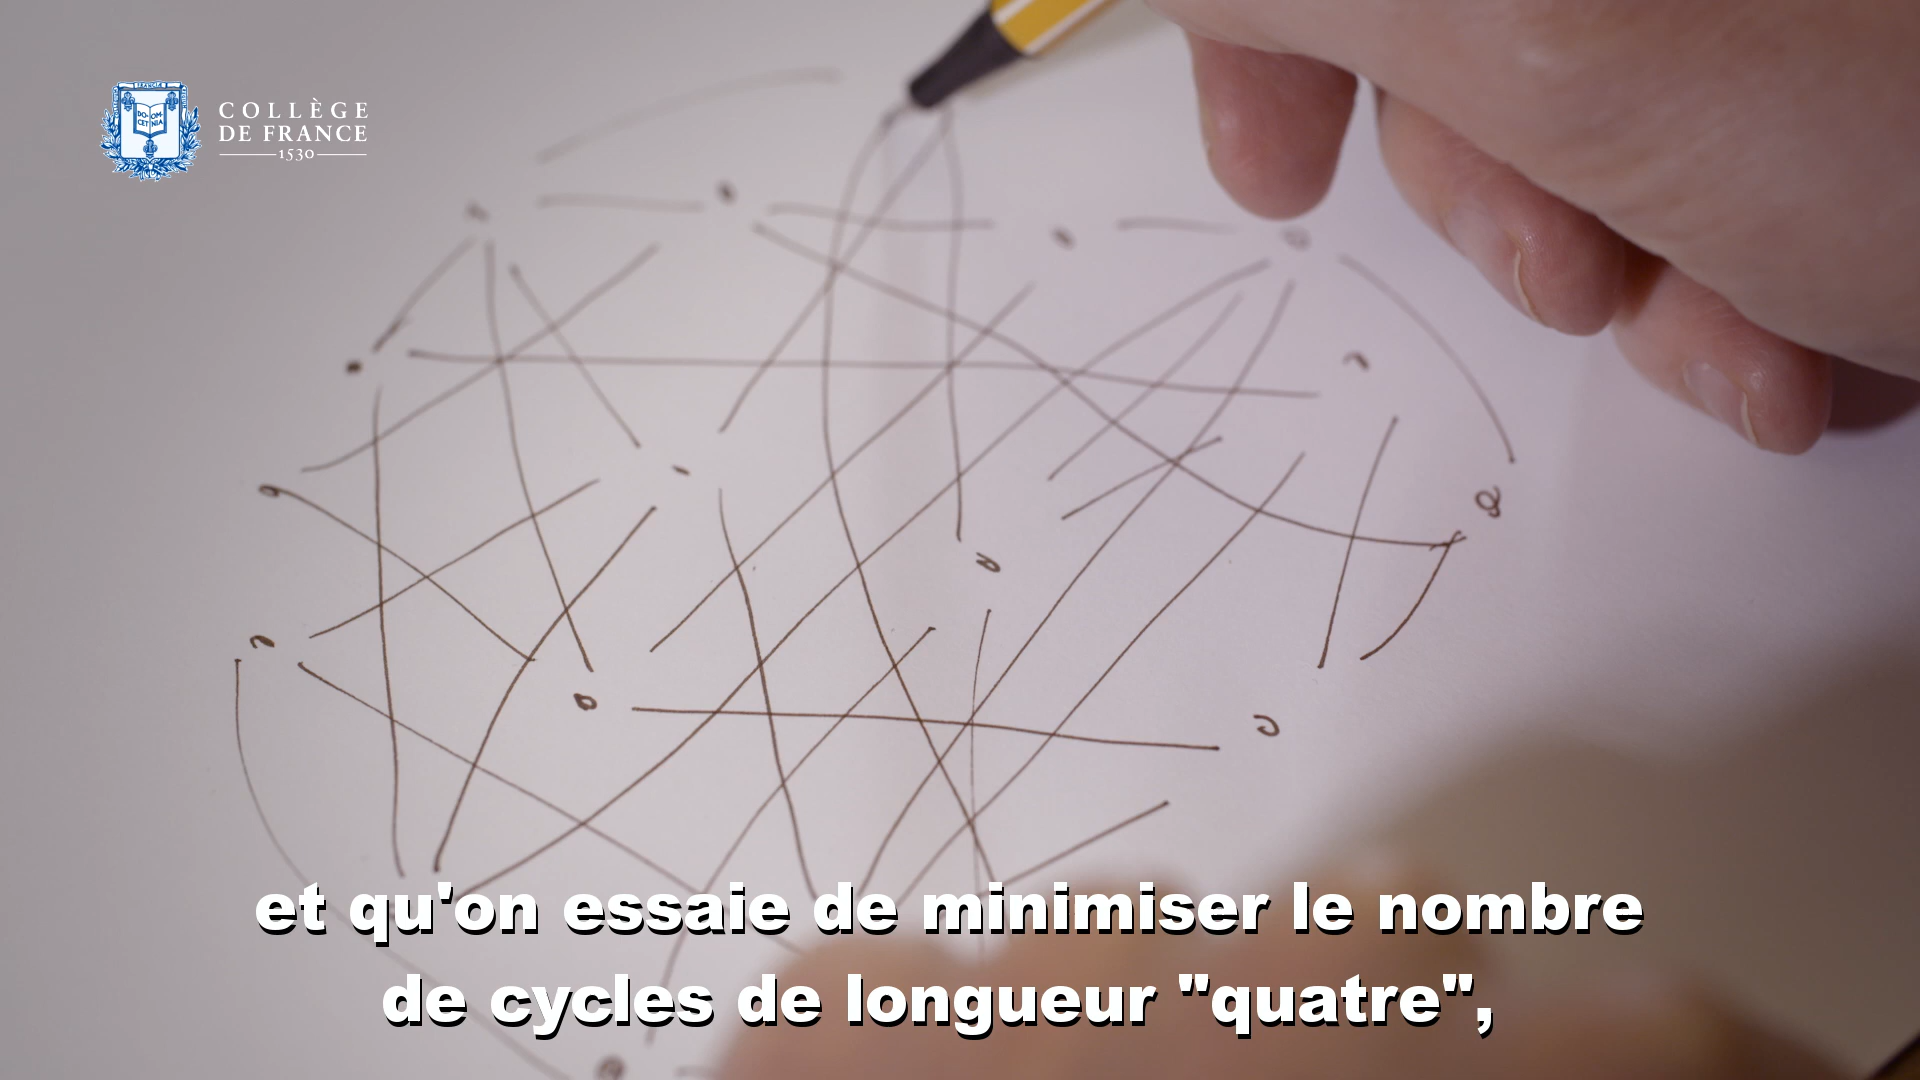 COLLÈGE
DE FRANCE
1530
et qu'on essaie de minimiser le nombre
de cycles de longueur "quatre",